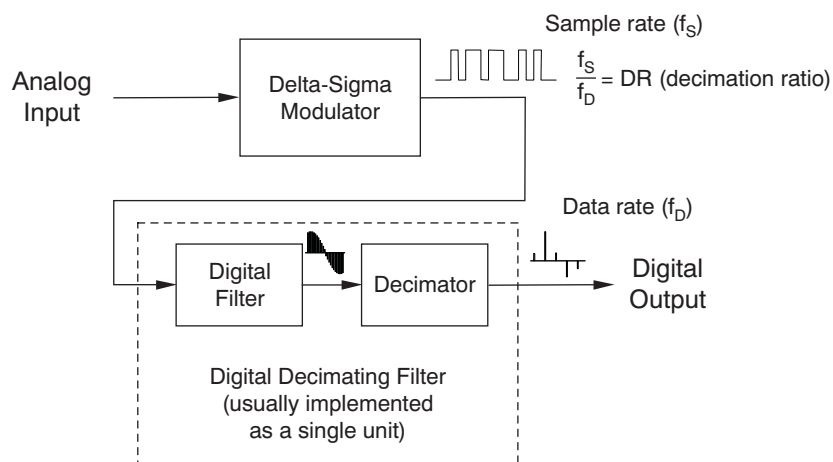 Sample rate (fS)
Analog
Input
Delta-Sigma
Modulator
fS
fD
= DR (decimation ratio)
Data rate (fD)
Digital
Filter
Decimator
Digital
Output
Digital Decimating Filter
(usually implemented
as a single unit)